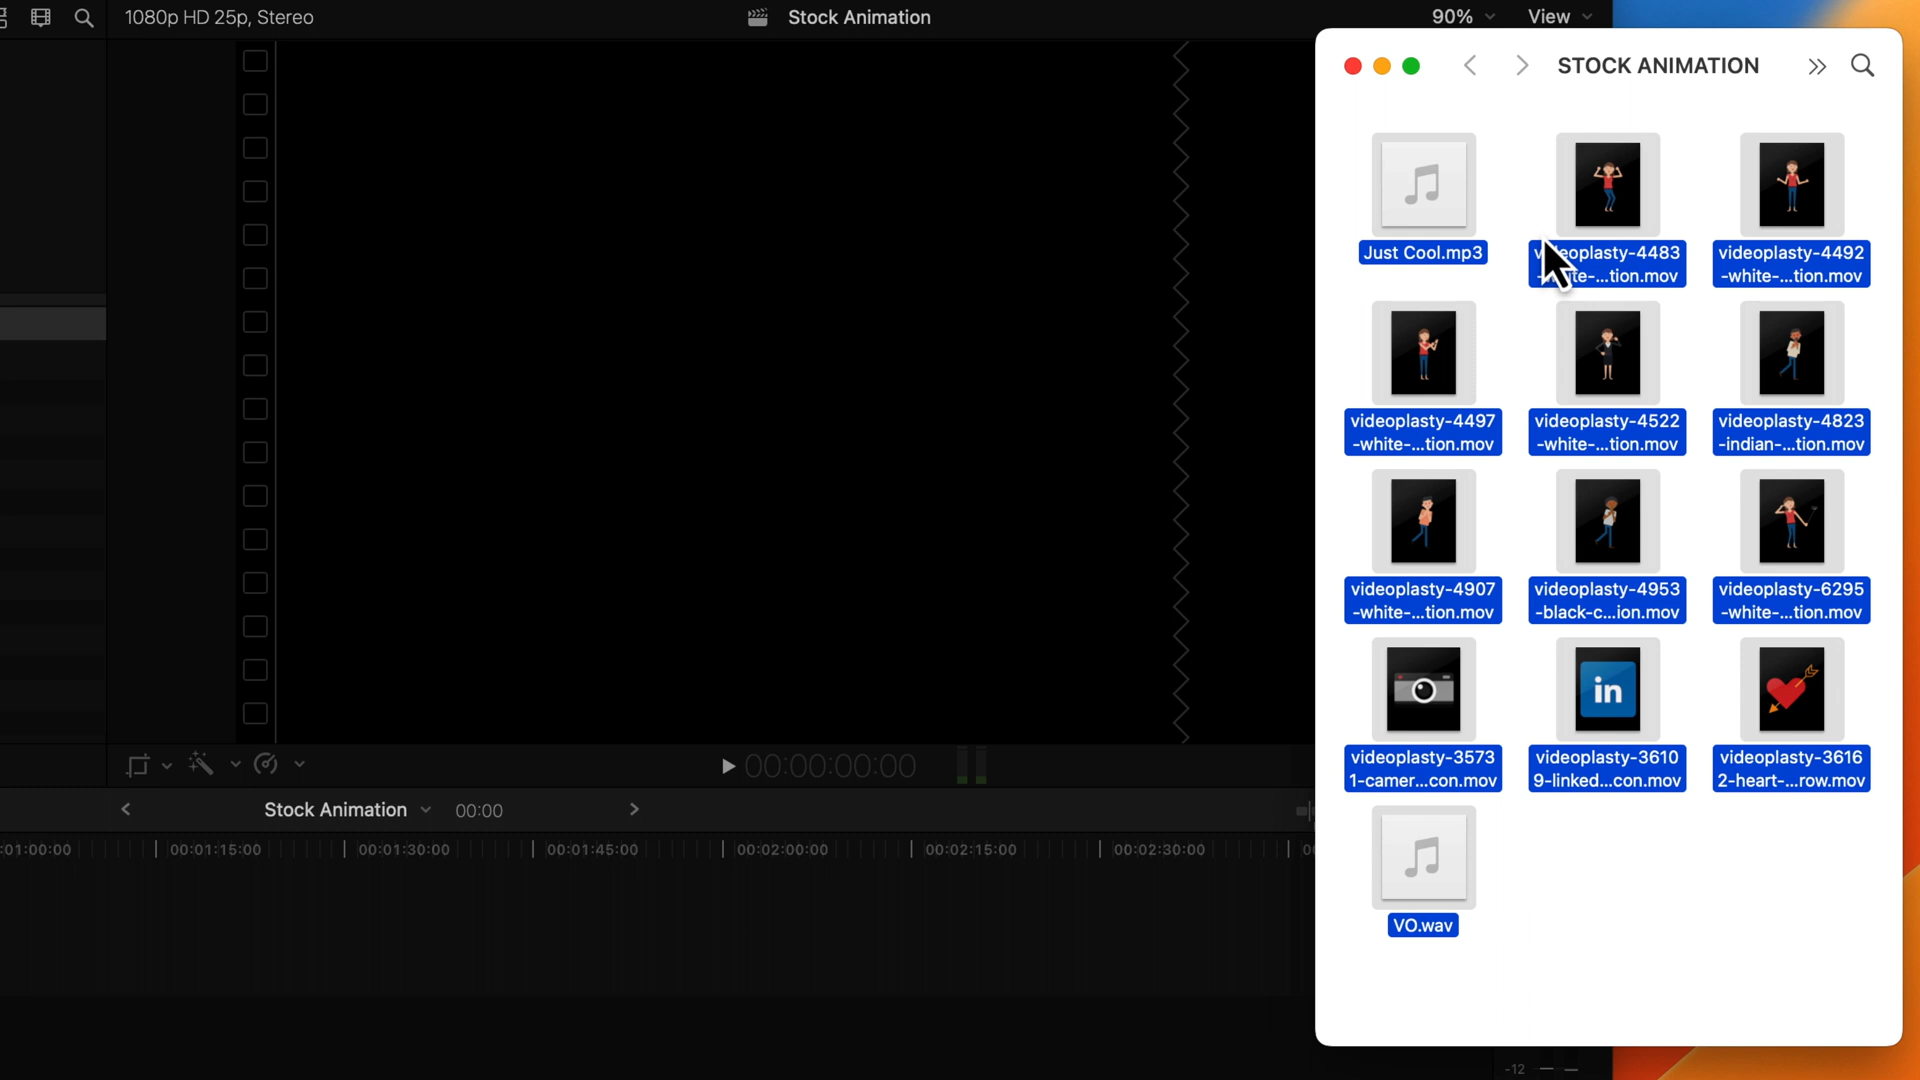 1080p HD 25p, Stereo
Stock Animation
90%
View
STOCK ANIMATION
Just Cool.mp3
videoplasty-4492
-white-...tion.mov
videoplasty-4497
-white-...tion.mov
videoplasty-4522
-white-...tion.mov
videoplasty-4823
-indian-...tion.mov
videoplasty-4907
-white-...tion.mov
videoplasty-4953
-black-c...ion.mov
videoplasty-6295
-white-...tion.mov
in
videoplasty-3573
1-camer...con.mov
videoplasty-3610
9-linked...con.mov
videoplasty-3616
2-heart-...row.mov
VO.wav
00:00:00:00
Stock Animation
00:00
:01:00:00
00:01:15:00
00:01:30:00
00:01:45:00
00:02:00:00
00:02:15:00
00:02:30:00
-12